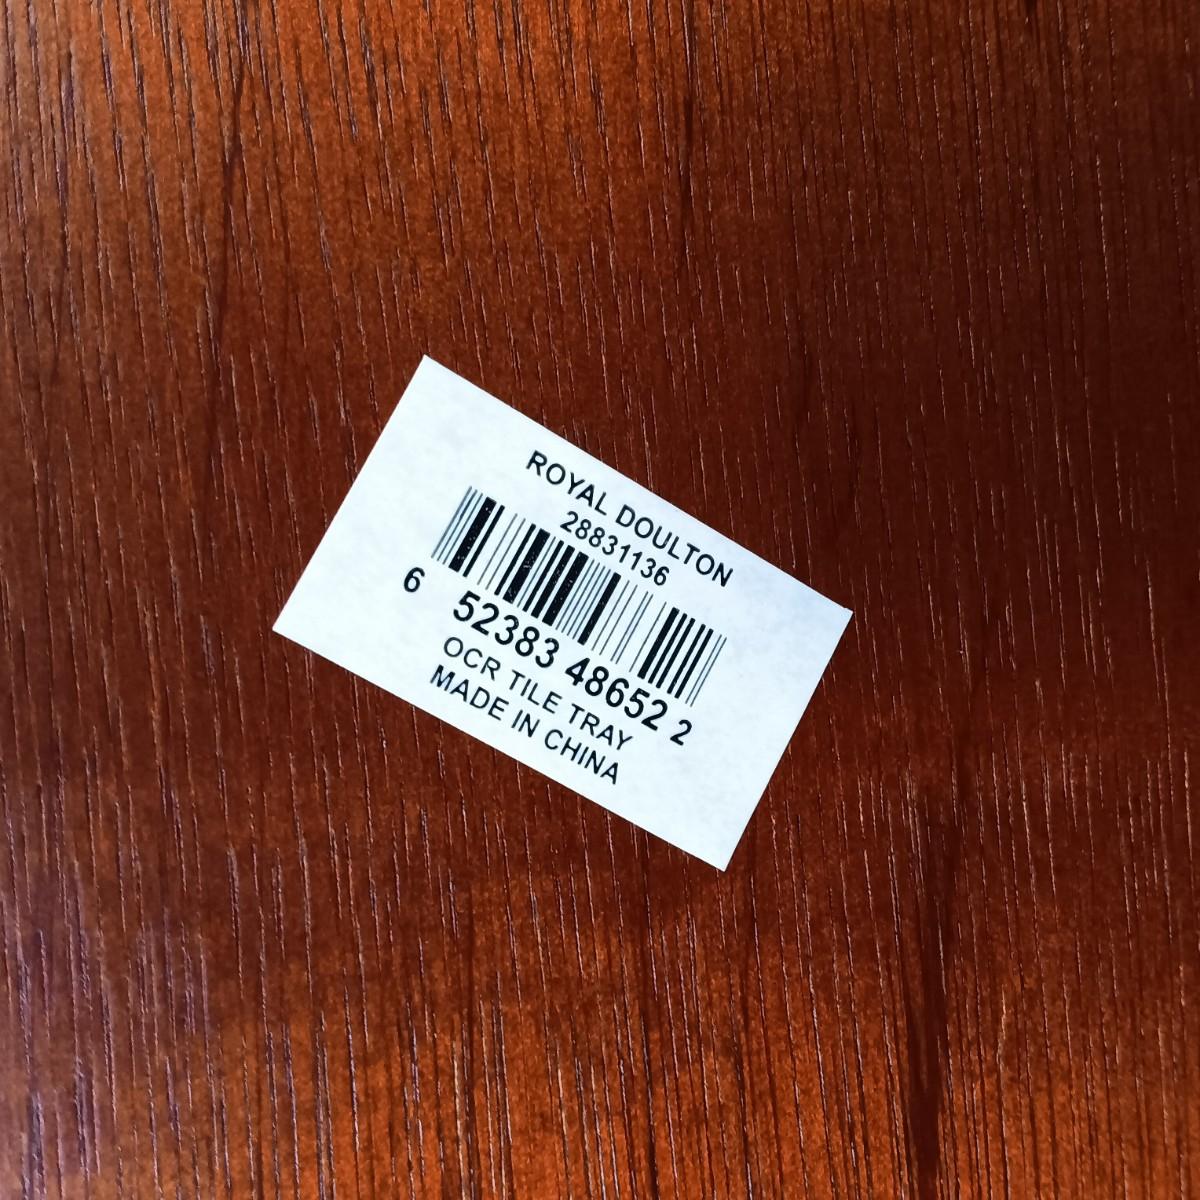 ROYAL DOULTON
28831136
6 52383 48652 2
OCR TILE TRAY
MADE IN CHINA